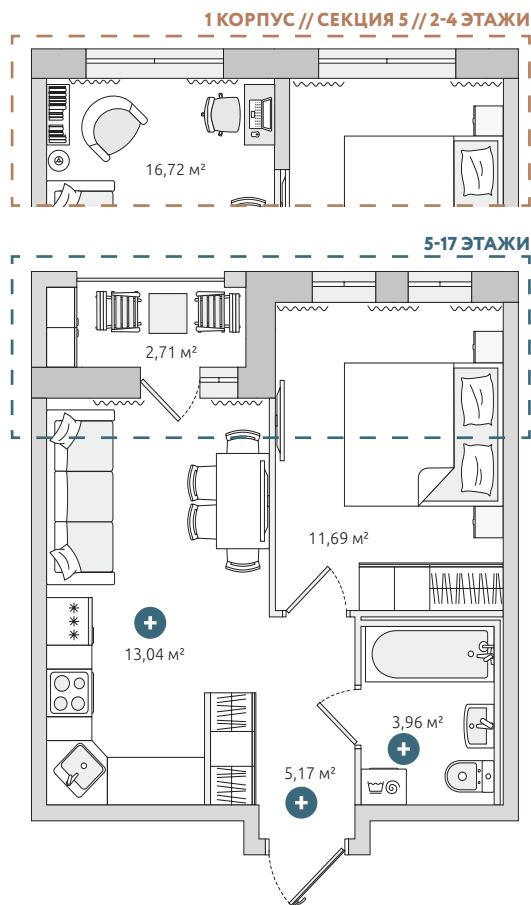 1 КОРПУС // СЕКЦИЯ 5 // 2-4 ЭТАЖИ
16,72 м²
5-17 ЭТАЖИ
2,71 м²
11,69 м²
13,04 м²
3,96 м²
5,17 м²